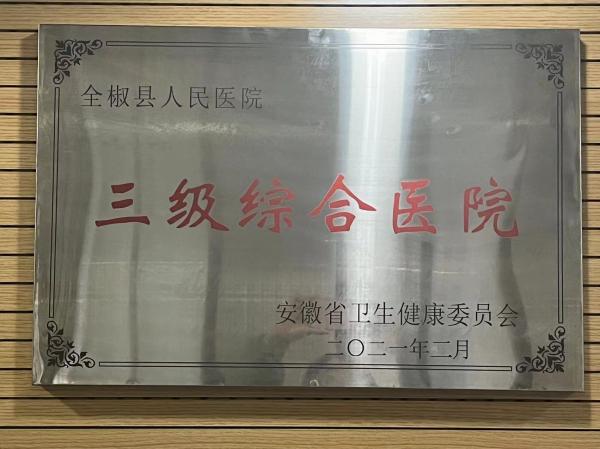 全椒县人民医院
三级综合医院
安徽省卫生健康委员会
二〇二一年二月